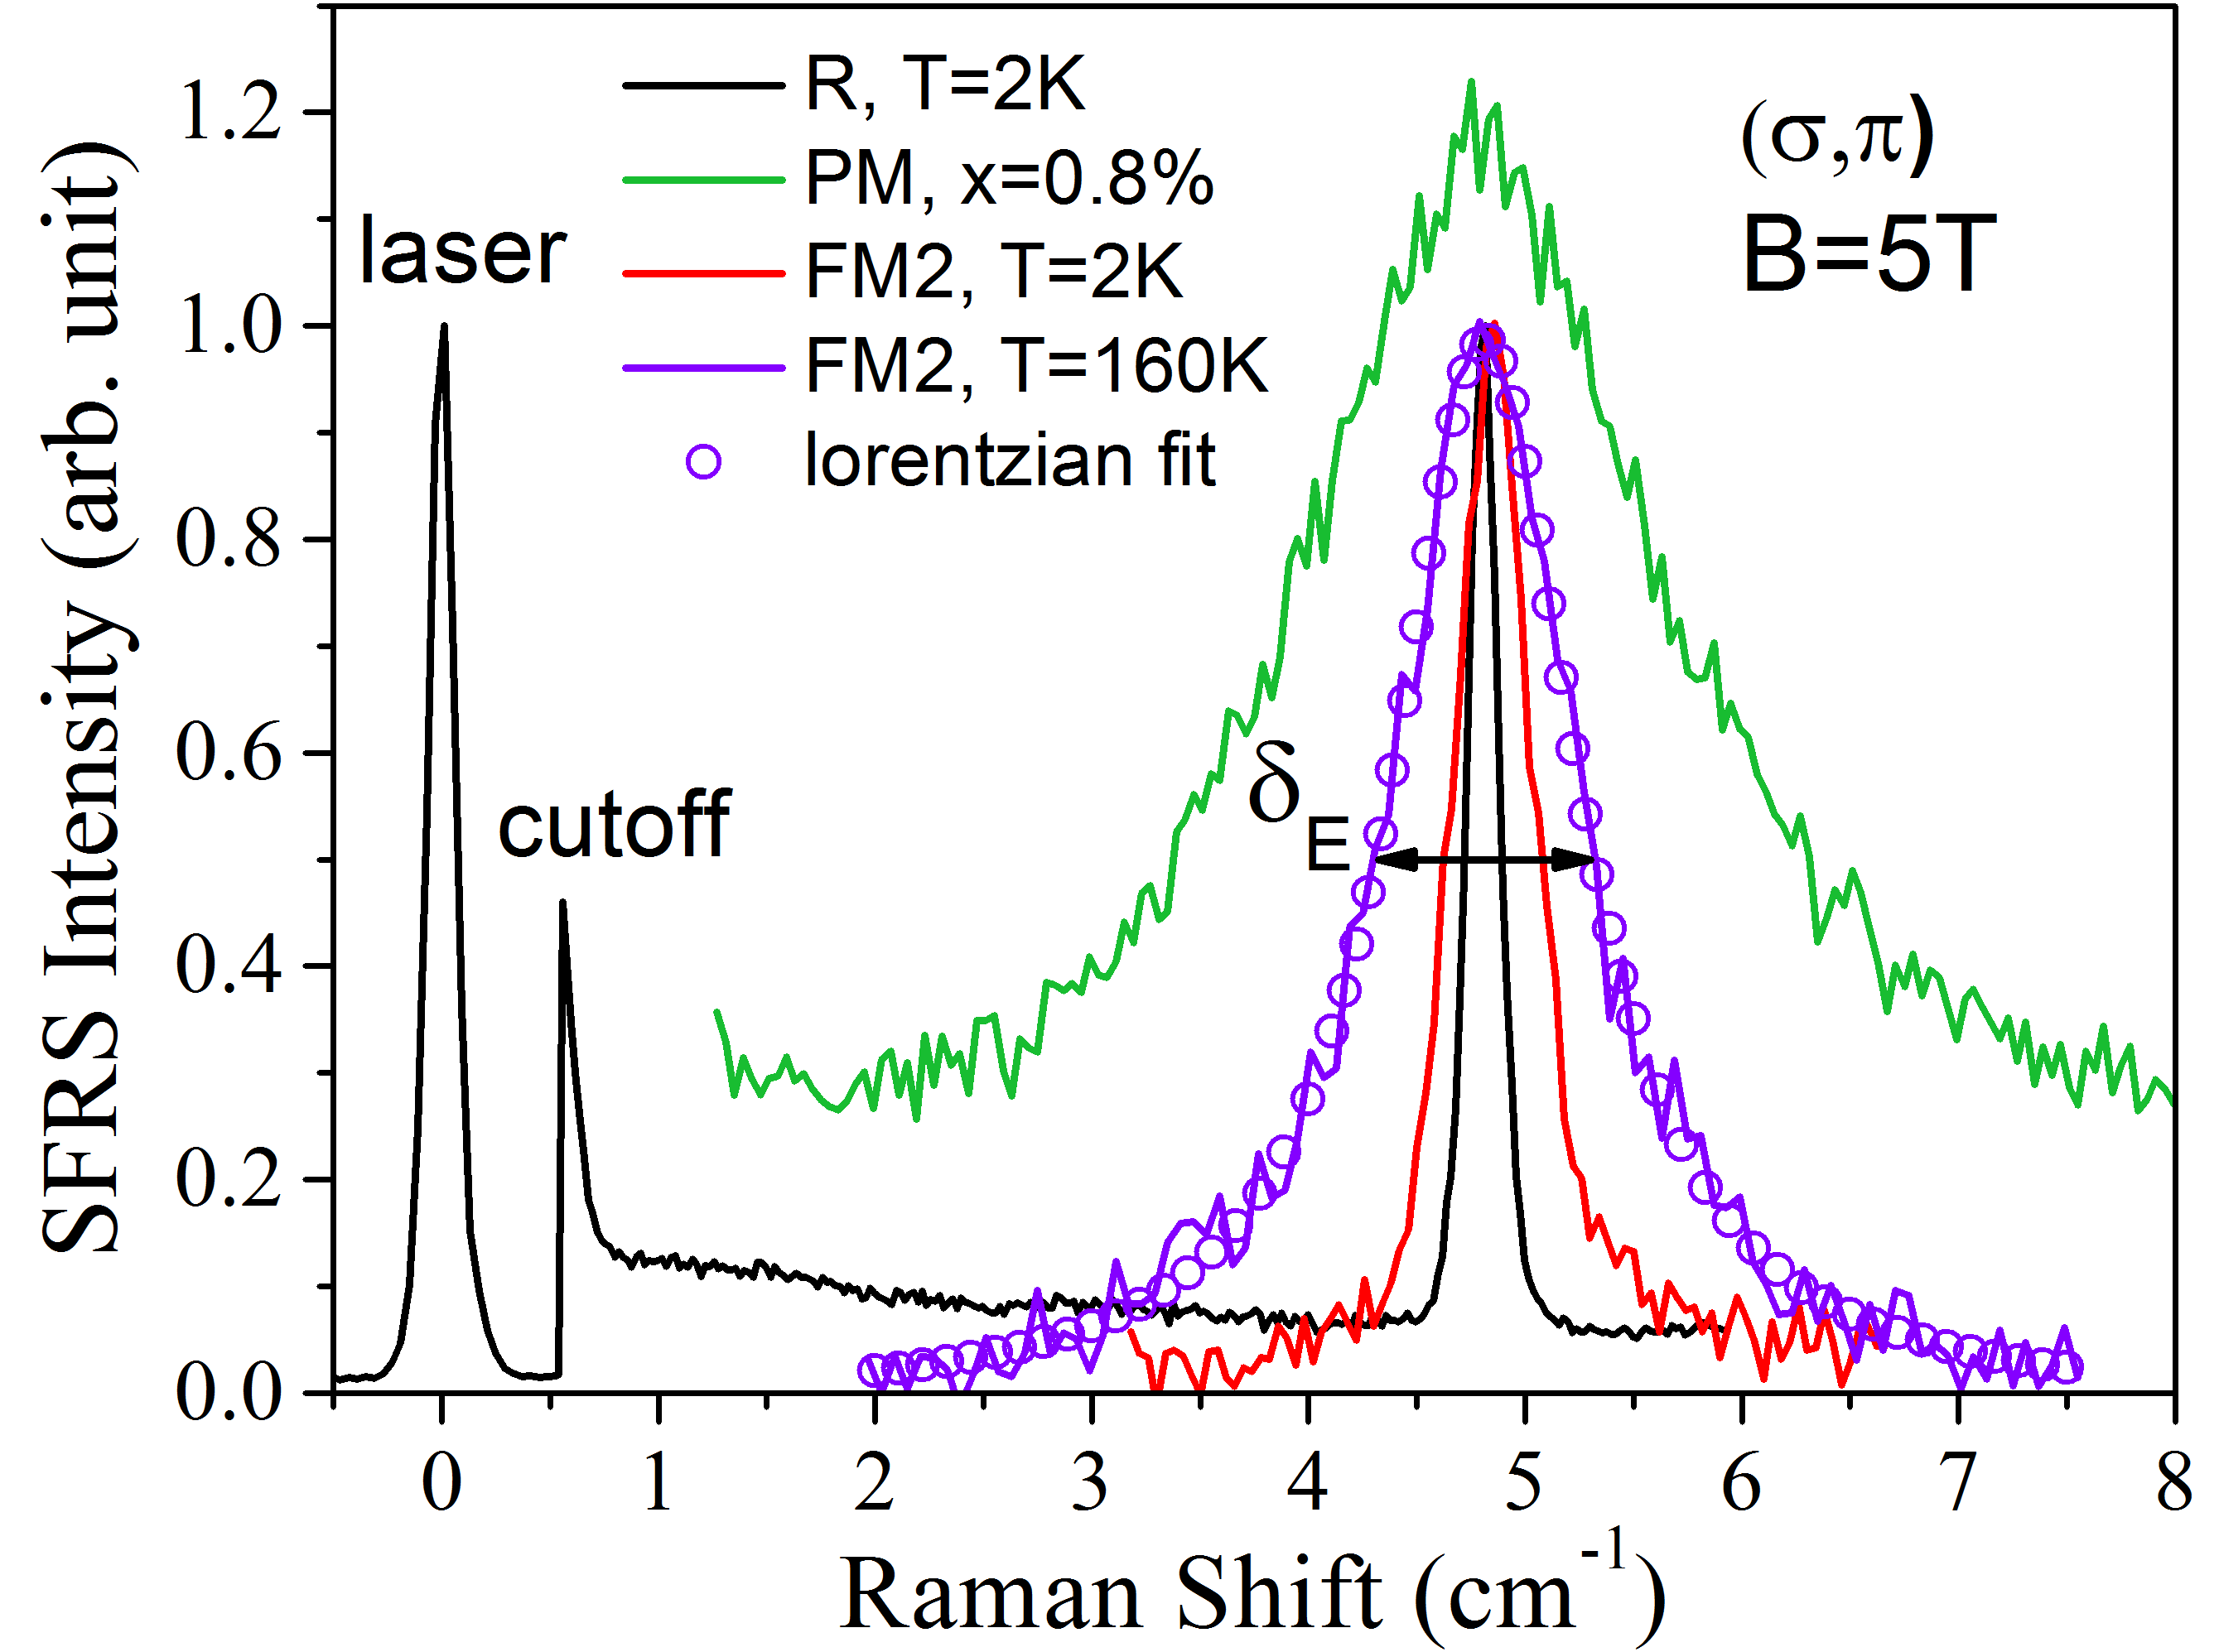 R, T=2K
PM, x=0.8%
FM2, T=2K
FM2, T=160K
lorentzian fit
(σ,π)
B=5T
laser
cutoff
δE
SFRS Intensity (arb. unit)
1.2
1.0
0.8
0.6
0.4
0.2
0.0
0 1 2 3 4 5 6 7 8
Raman Shift (cm-1)